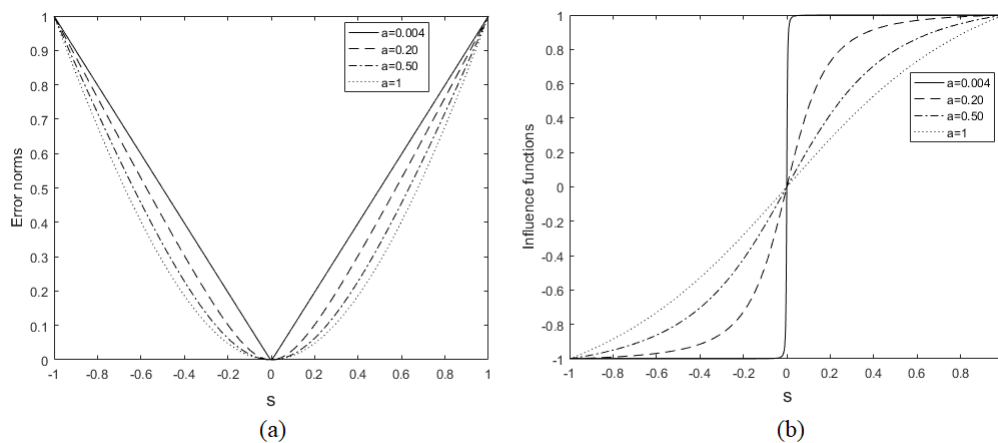 1
0.9
0.8
0.7
0.6
0.5
0.4
0.3
0.2
0.1
0
Error norms
-1 -0.8 -0.6 -0.4 -0.2 0 0.2 0.4 0.6 0.8 1
s
a=0.004
a=0.20
a=0.50
a=1
(a)
1
0.8
0.6
0.4
0.2
0
-0.2
-0.4
-0.6
-0.8
-1
Influence functions
-1 -0.8 -0.6 -0.4 -0.2 0 0.2 0.4 0.6 0.8
s
a=0.004
a=0.20
a=0.50
a=1
(b)